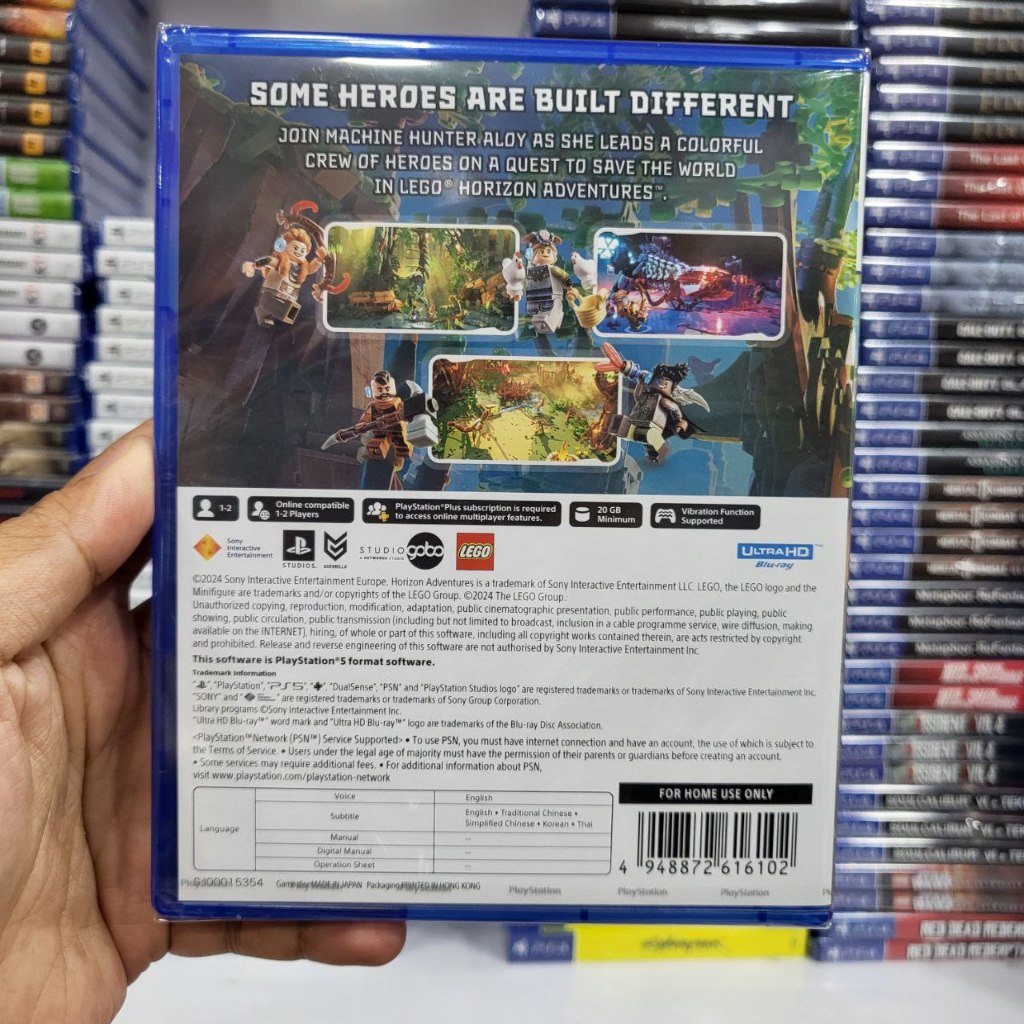 SOME HEROES ARE BUILT DIFFERENT
JOIN MACHINE HUNTER ALOY AS SHE LEADS A COLORFUL
CREW OF HEROES ON A QUEST TO SAVE THE WORLD
IN LEGO® HORIZON ADVENTURES™.
1-2
Online compatible
1-2 Players
PlayStation®Plus subscription is required
to access online multiplayer features.
20 GB
Minimum
Vibration Function
Supported
Sony
Interactive
Entertainment
PLAYSTATION STUDIOS
GUERRILLA
STUDIO gobo
LEGO
ULTRA HD™
Blu-ray
©2024 Sony Interactive Entertainment Europe. Horizon Adventures is a trademark of Sony Interactive Entertainment LLC. LEGO, the LEGO logo and the
Minifigure are trademarks and/or copyrights of the LEGO Group. ©2024 The LEGO Group.
Unauthorized copying, reproduction, modification, adaptation, public cinematographic presentation, public performance, public playing, public
showing, public circulation, public transmission (including but not limited to broadcast, inclusion in a cable programme service, wire diffusion, making
available on the INTERNET), hiring, of whole or part of this software, including all copyright works contained therein, are acts restricted by copyright
and prohibited. Release and reverse engineering of this software are not authorised by Sony Interactive Entertainment Inc.
This software is PlayStation®5 format software.
Trademark information
"PlayStation", "PS5", "DualSense", "PSN" and "PlayStation Studios logo" are registered trademarks or trademarks of Sony Interactive Entertainment Inc.
"SONY" and are registered trademarks or trademarks of Sony Group Corporation.
Library programs ©Sony Interactive Entertainment Inc.
"Ultra HD Blu-ray™" word mark and "Ultra HD Blu-ray™" logo are trademarks of the Blu-ray Disc Association.
<PlayStation™Network (PSN™) Service Supported> • To use PSN, you must have internet connection and have an account, the use of which is subject to
the Terms of Service. • Users under the legal age of majority must have the permission of their parents or guardians before creating an account.
• Some services may require additional fees. • For additional information about PSN,
visit www.playstation.com/playstation-network
Language
Voice English
Subtitle English • Traditional Chinese •
Simplified Chinese • Korean • Thai
Manual –
Digital Manual –
Operation Sheet –
FOR HOME USE ONLY
4 948872 616102
SI00015354 Game disc MADE IN JAPAN Packaging PRINTED IN HONG KONG
PlayStation PlayStation PlayStation
RED DEAD REDEM
RED DEAD REDEMPT